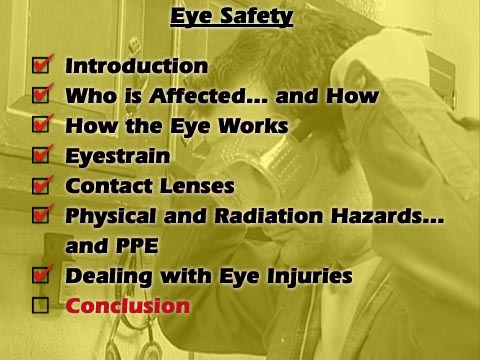 Eye Safety
Introduction
Who is Affected... and How
How the Eye Works
Eyestrain
Contact Lenses
Physical and Radiation Hazards...
and PPE
Dealing with Eye Injuries
Conclusion